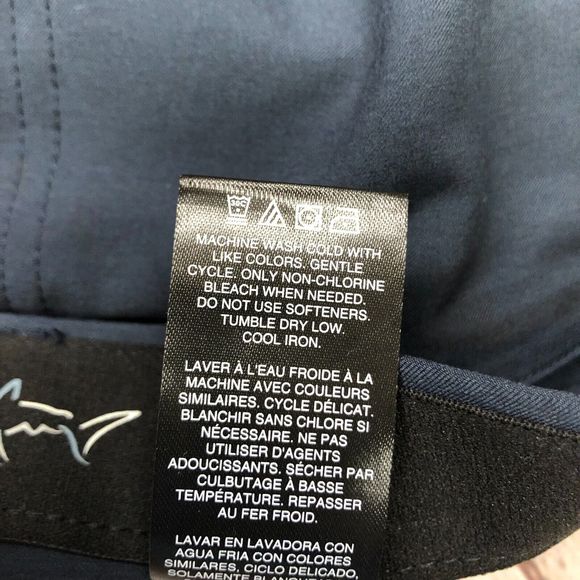 MACHINE WASH COLD WITH
LIKE COLORS. GENTLE
CYCLE. ONLY NON-CHLORINE
BLEACH WHEN NEEDED.
DO NOT USE SOFTENERS.
TUMBLE DRY LOW.
COOL IRON.
LAVER À L'EAU FROIDE À LA
MACHINE AVEC COULEURS
SIMILAIRES. CYCLE DÉLICAT.
BLANCHIR SANS CHLORE SI
NÉCESSAIRE. NE PAS
UTILISER D'AGENTS
ADOUCISSANTS. SÉCHER PAR
CULBUTAGE À BASSE
TEMPÉRATURE. REPASSER
AU FER FROID.
LAVAR EN LAVADORA CON
AGUA FRIA CON COLORES
SIMILARES, CICLO DELICADO,
SOLAMENTE